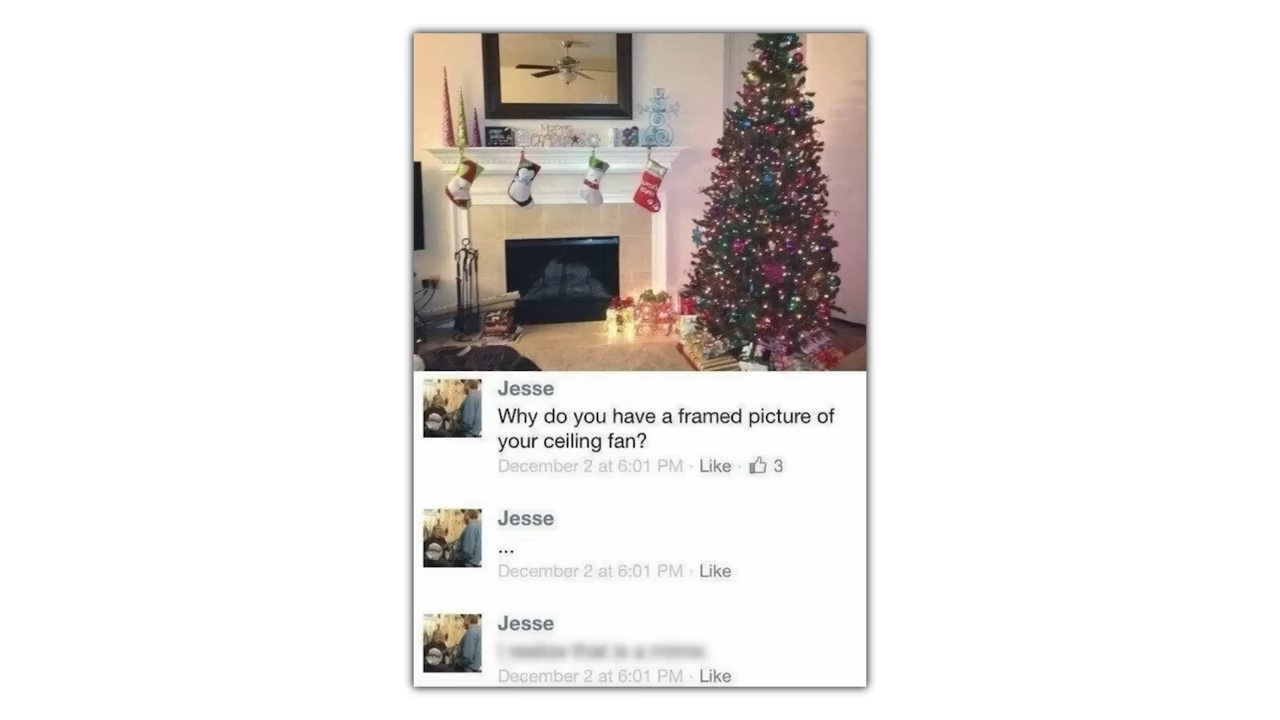 Jesse
Why do you have a framed picture of
your ceiling fan?
December 2 at 6:01 PM · Like · 3
Jesse
...
December 2 at 6:01 PM · Like
Jesse
December 2 at 6:01 PM · Like